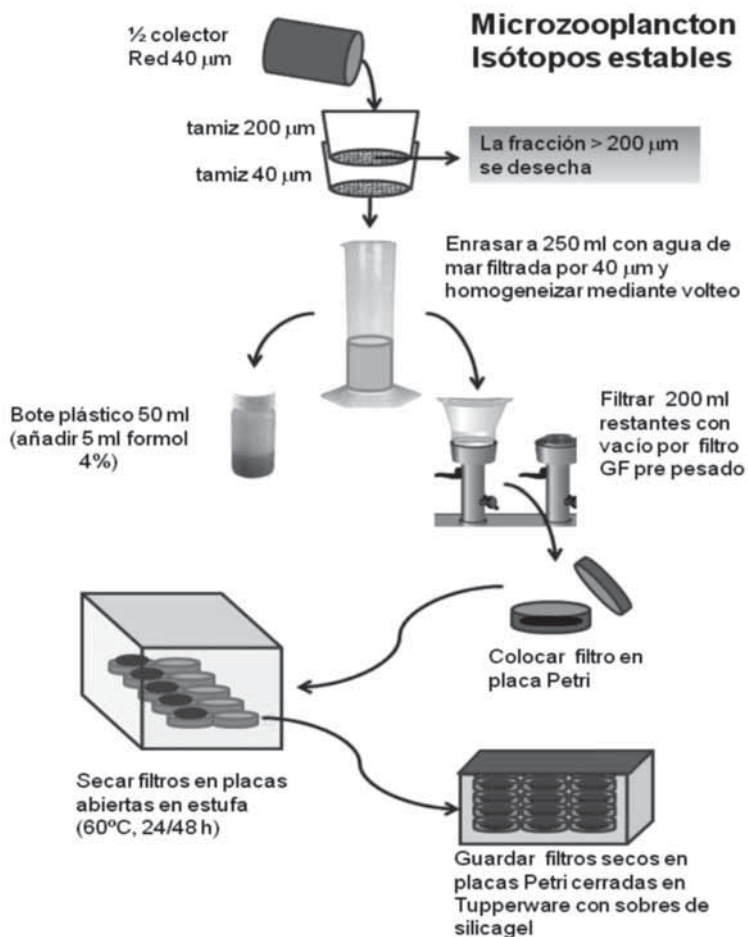 Microzooplancton
Isótopos estables
½ colector
Red 40 µm
tamiz 200 µm
tamiz 40 µm
La fracción > 200 µm
se desecha
Enrasar a 250 ml con agua de
mar filtrada por 40 µm y
homogeneizar mediante volteo
Bote plástico 50 ml
(añadir 5 ml formol
4%)
Filtrar 200 ml
restantes con
vacío por filtro
GF pre pesado
Colocar filtro en
placa Petri
Secar filtros en placas
abiertas en estufa
(60ºC, 24/48 h)
Guardar filtros secos en
placas Petri cerradas en
Tupperware con sobres de
silicagel